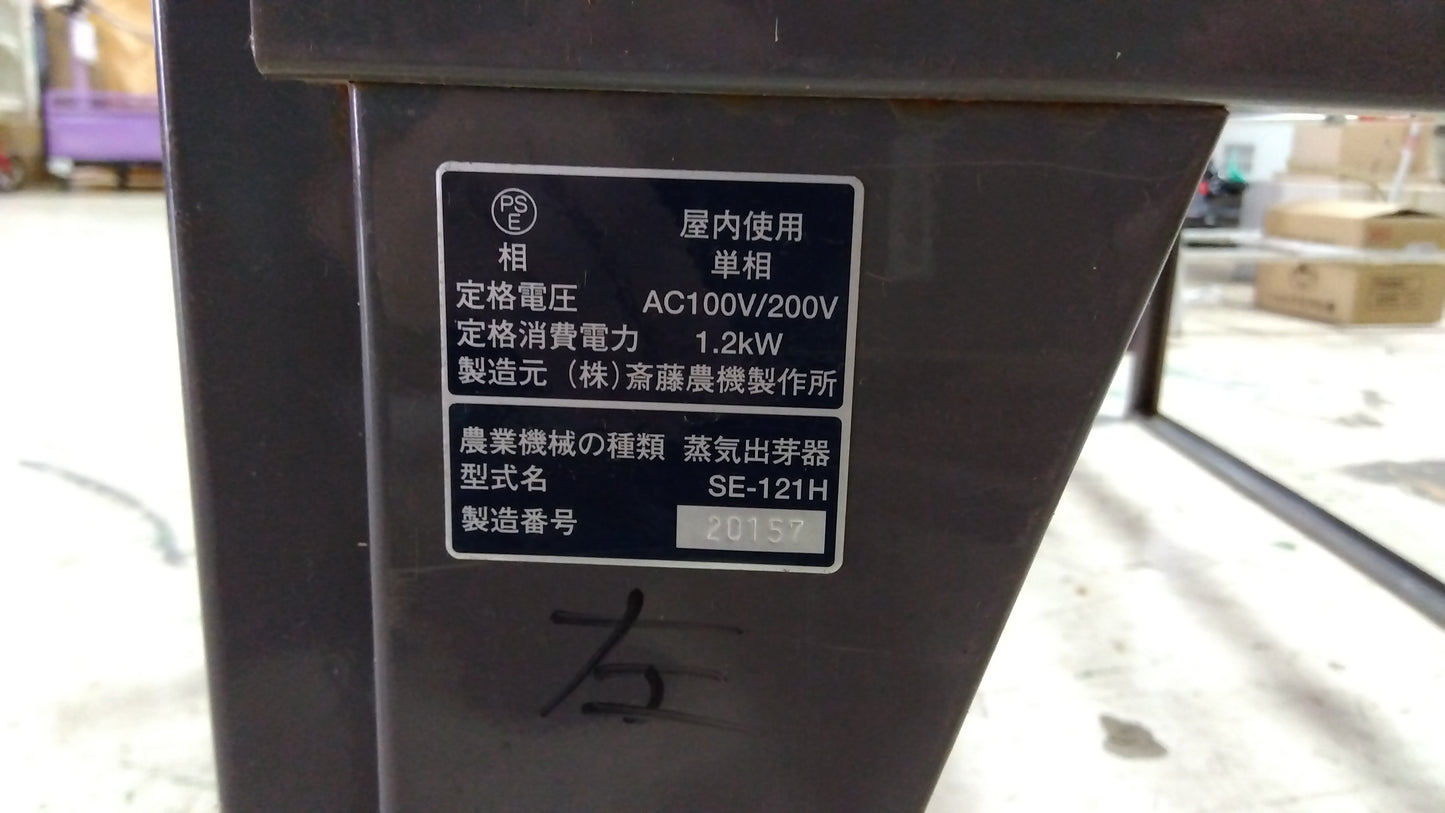 PS
E
屋内使用
相 単相
定格電圧 AC100V/200V
定格消費電力 1.2kW
製造元 (株)斎藤農機製作所
農業機械の種類 蒸気出芽器
型式名 SE-121H
製造番号 20157
左